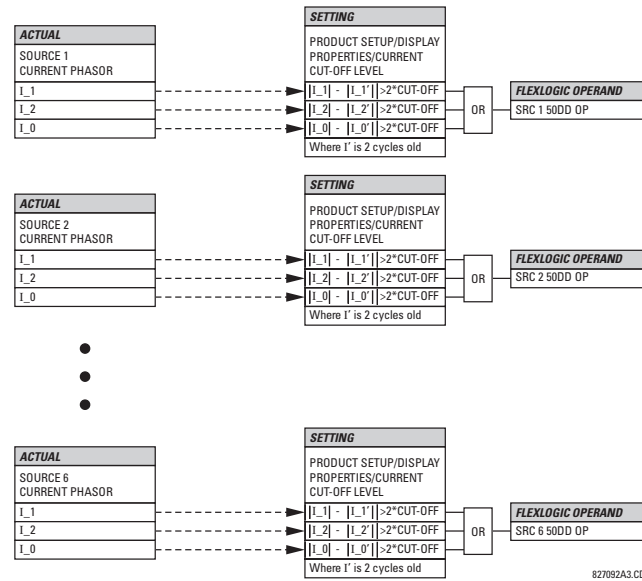 ACTUAL
SOURCE 1
CURRENT PHASOR
I_1
I_2
I_0
SETTING
PRODUCT SETUP/DISPLAY
PROPERTIES/CURRENT
CUT-OFF LEVEL
||I_1| - |I_1'||>2*CUT-OFF
||I_2| - |I_2'||>2*CUT-OFF
||I_0| - |I_0'||>2*CUT-OFF
Where I' is 2 cycles old
OR
FLEXLOGIC OPERAND
SRC 1 50DD OP
ACTUAL
SOURCE 2
CURRENT PHASOR
I_1
I_2
I_0
SETTING
PRODUCT SETUP/DISPLAY
PROPERTIES/CURRENT
CUT-OFF LEVEL
||I_1| - |I_1'||>2*CUT-OFF
||I_2| - |I_2'||>2*CUT-OFF
||I_0| - |I_0'||>2*CUT-OFF
Where I' is 2 cycles old
OR
FLEXLOGIC OPERAND
SRC 2 50DD OP
ACTUAL
SOURCE 6
CURRENT PHASOR
I_1
I_2
I_0
SETTING
PRODUCT SETUP/DISPLAY
PROPERTIES/CURRENT
CUT-OFF LEVEL
||I_1| - |I_1'||>2*CUT-OFF
||I_2| - |I_2'||>2*CUT-OFF
||I_0| - |I_0'||>2*CUT-OFF
Where I' is 2 cycles old
OR
FLEXLOGIC OPERAND
SRC 6 50DD OP